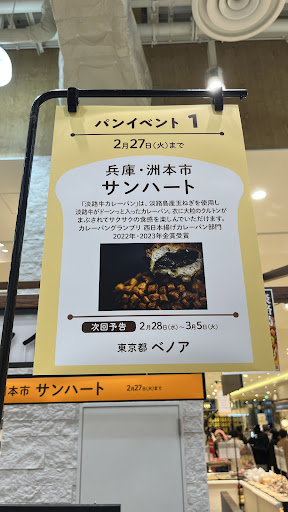 パンイベント 1
2月27日(火)まで
兵庫・洲本市
サンハート
「淡路牛カレーパン」は、淡路島産玉ねぎを使用し
淡路牛がドーンっと入ったカレーパン。衣に大粒のクルトンが
まぶされてサクサクの食感を楽しんでいただけます。
カレーパングランプリ 西日本揚げカレーパン部門
2022年・2023年金賞受賞
次回予告 2月28日(水)〜3月5日(火)
東京都 ベノア
本市 サンハート 2月27日(火)まで